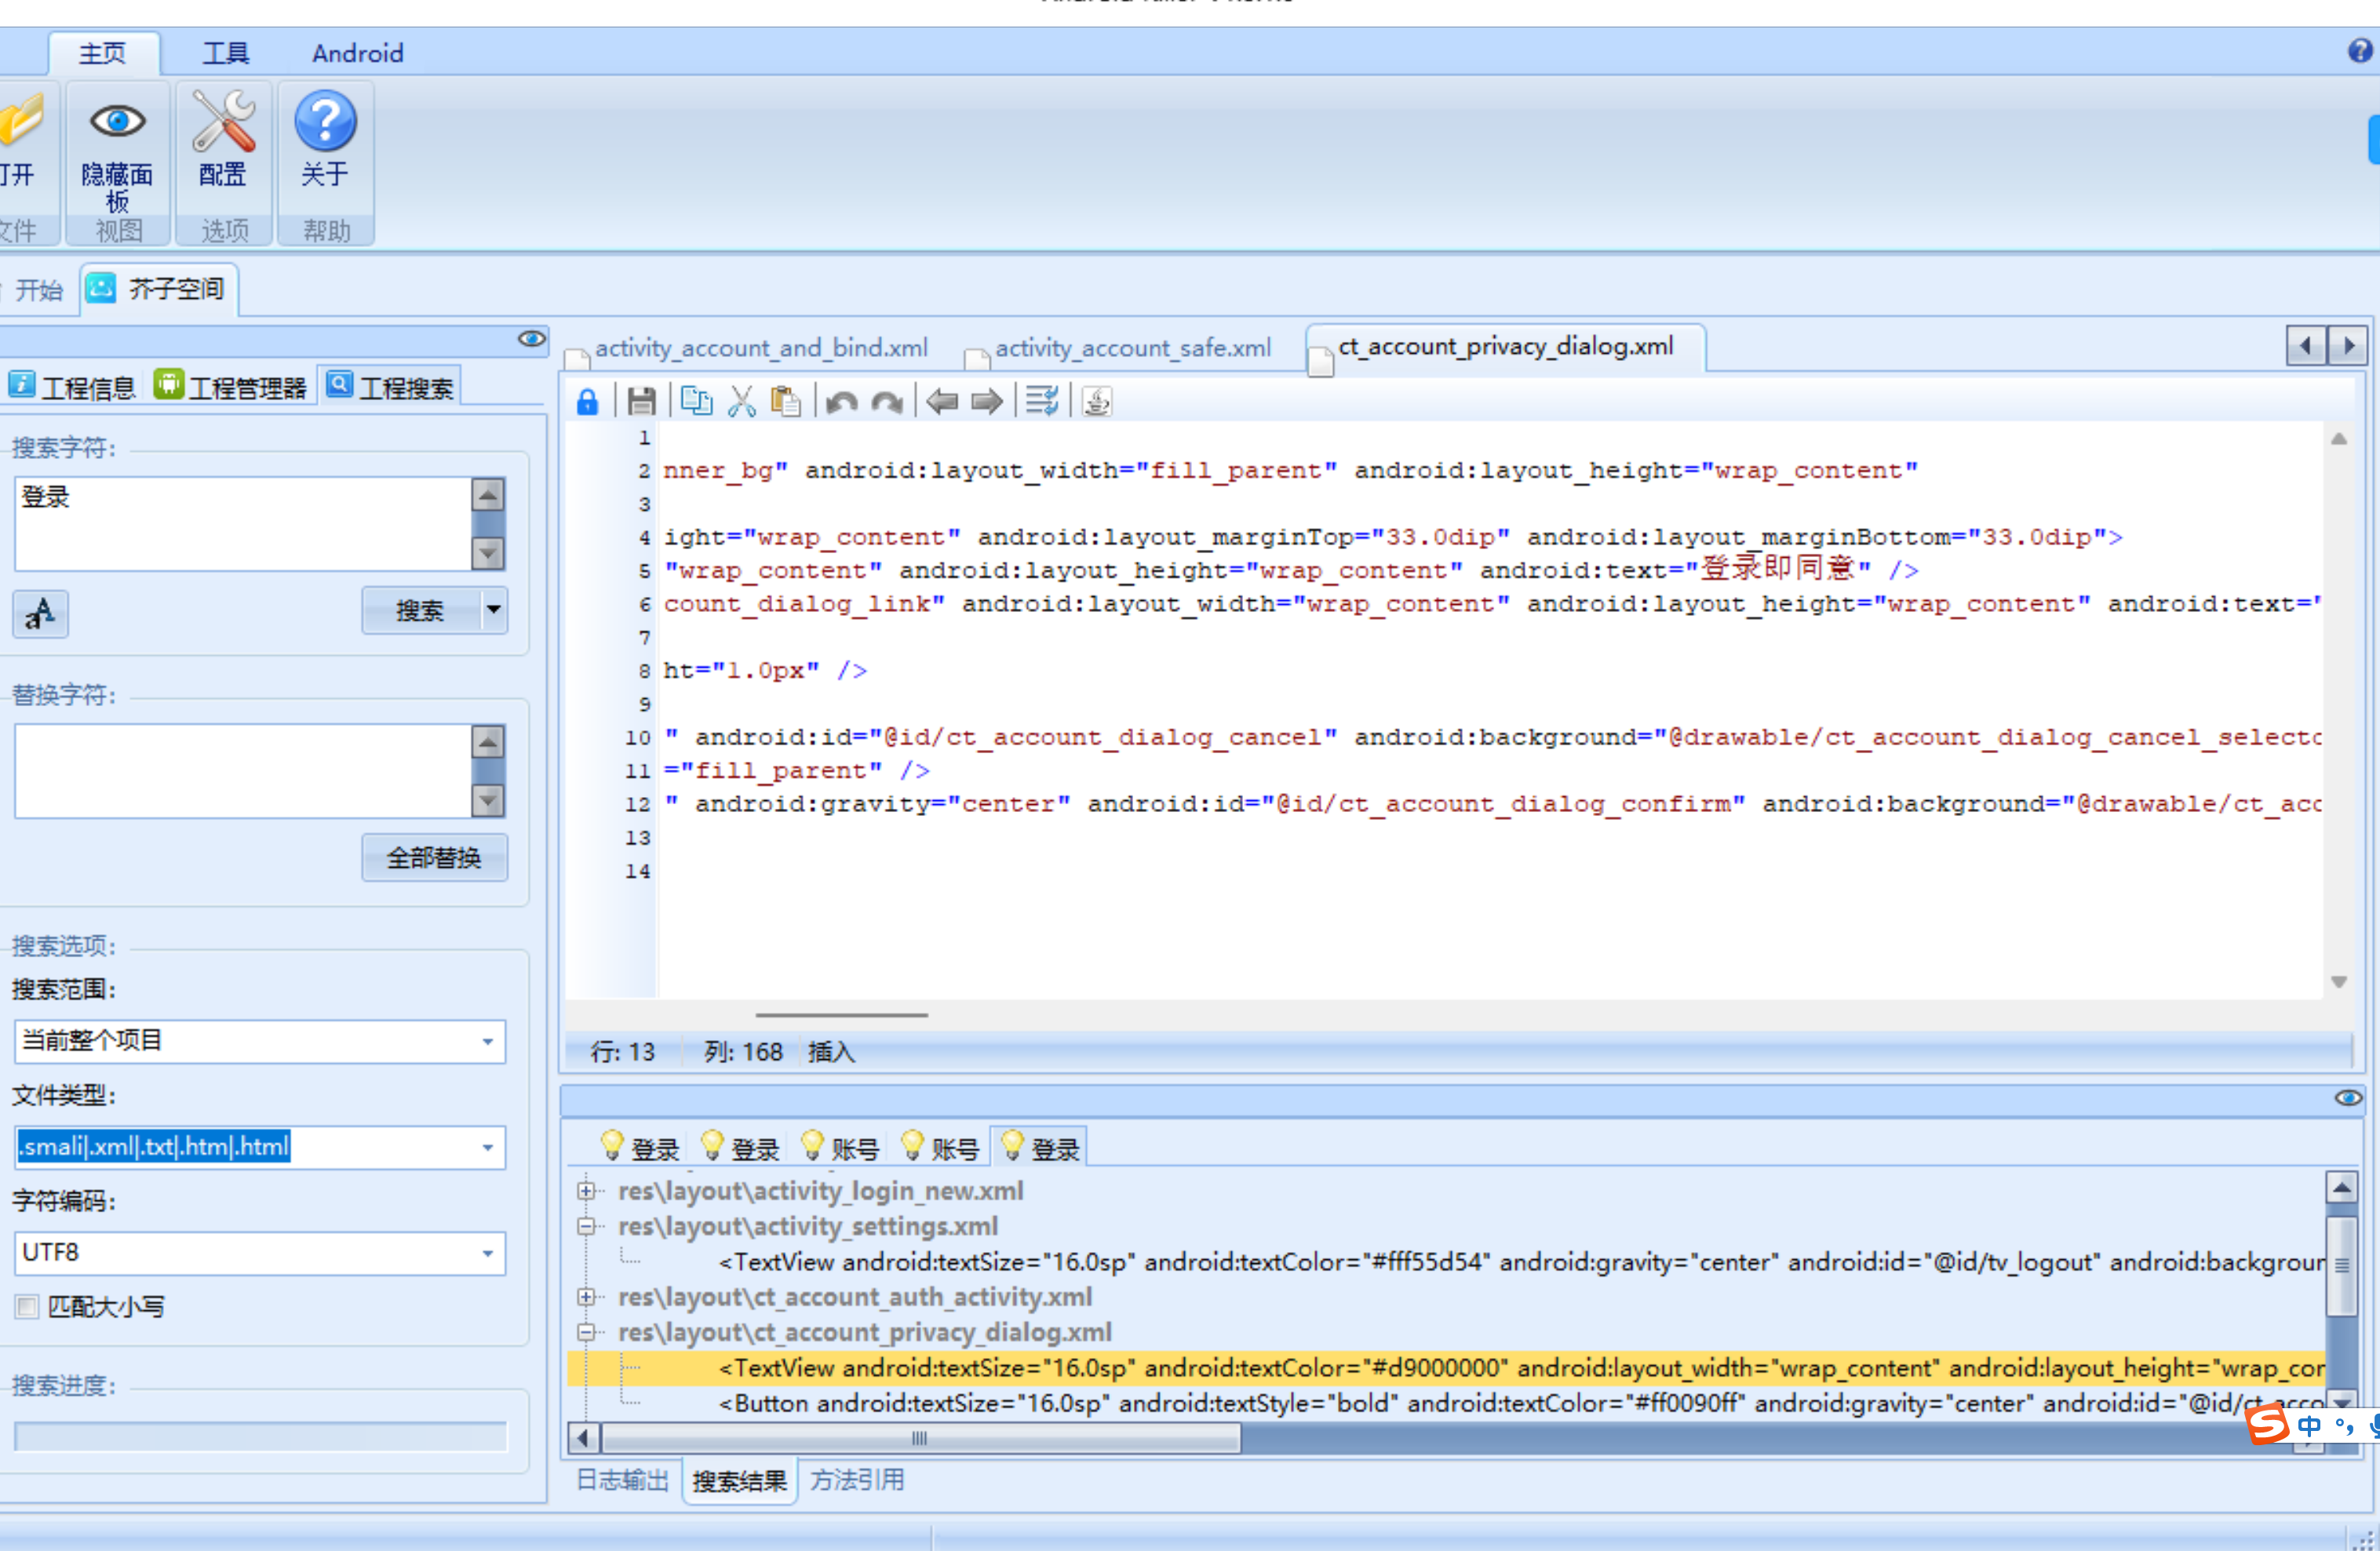 主页 工具 Android
隐藏面板 配置 关于
视图 选项 帮助
开始 芥子空间
activity_account_and_bind.xml activity_account_safe.xml ct_account_privacy_dialog.xml
工程信息 工程管理器 工程搜索
搜索字符:
登录
搜索
替换字符:
全部替换
搜索选项:
搜索范围:
当前整个项目
文件类型:
.smali|.xml|.txt|.htm|.html
字符编码:
UTF8
匹配大小写
搜索进度:
1
2 nner_bg" android:layout_width="fill_parent" android:layout_height="wrap_content"
3
4 ight="wrap_content" android:layout_marginTop="33.0dip" android:layout_marginBottom="33.0dip">
5 "wrap_content" android:layout_height="wrap_content" android:text="登录即同意" />
6 count_dialog_link" android:layout_width="wrap_content" android:layout_height="wrap_content" android:text="
7
8 ht="1.0px" />
9
10 " android:id="@id/ct_account_dialog_cancel" android:background="@drawable/ct_account_dialog_cancel_selectc
11 ="fill_parent" />
12 " android:gravity="center" android:id="@id/ct_account_dialog_confirm" android:background="@drawable/ct_acc
13
14
行: 13 列: 168 插入
登录 登录 账号 账号 登录
res\layout\activity_login_new.xml
res\layout\activity_settings.xml
<TextView android:textSize="16.0sp" android:textColor="#fff55d54" android:gravity="center" android:id="@id/tv_logout" android:backgroun
res\layout\ct_account_auth_activity.xml
res\layout\ct_account_privacy_dialog.xml
<TextView android:textSize="16.0sp" android:textColor="#d9000000" android:layout_width="wrap_content" android:layout_height="wrap_con
<Button android:textSize="16.0sp" android:textStyle="bold" android:textColor="#ff0090ff" android:gravity="center" android:id="@id/ct_acco
中
日志输出 搜索结果 方法引用